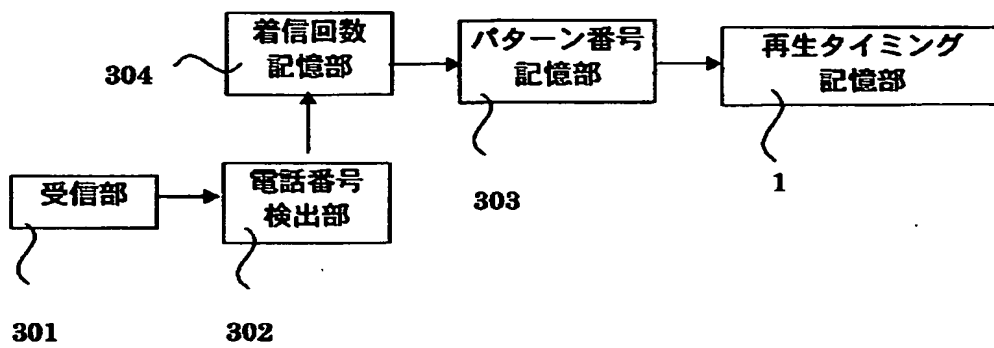 着信回数
記憶部
304
パターン番号
記憶部
303
再生タイミング
記憶部
1
受信部
301
電話番号
検出部
302